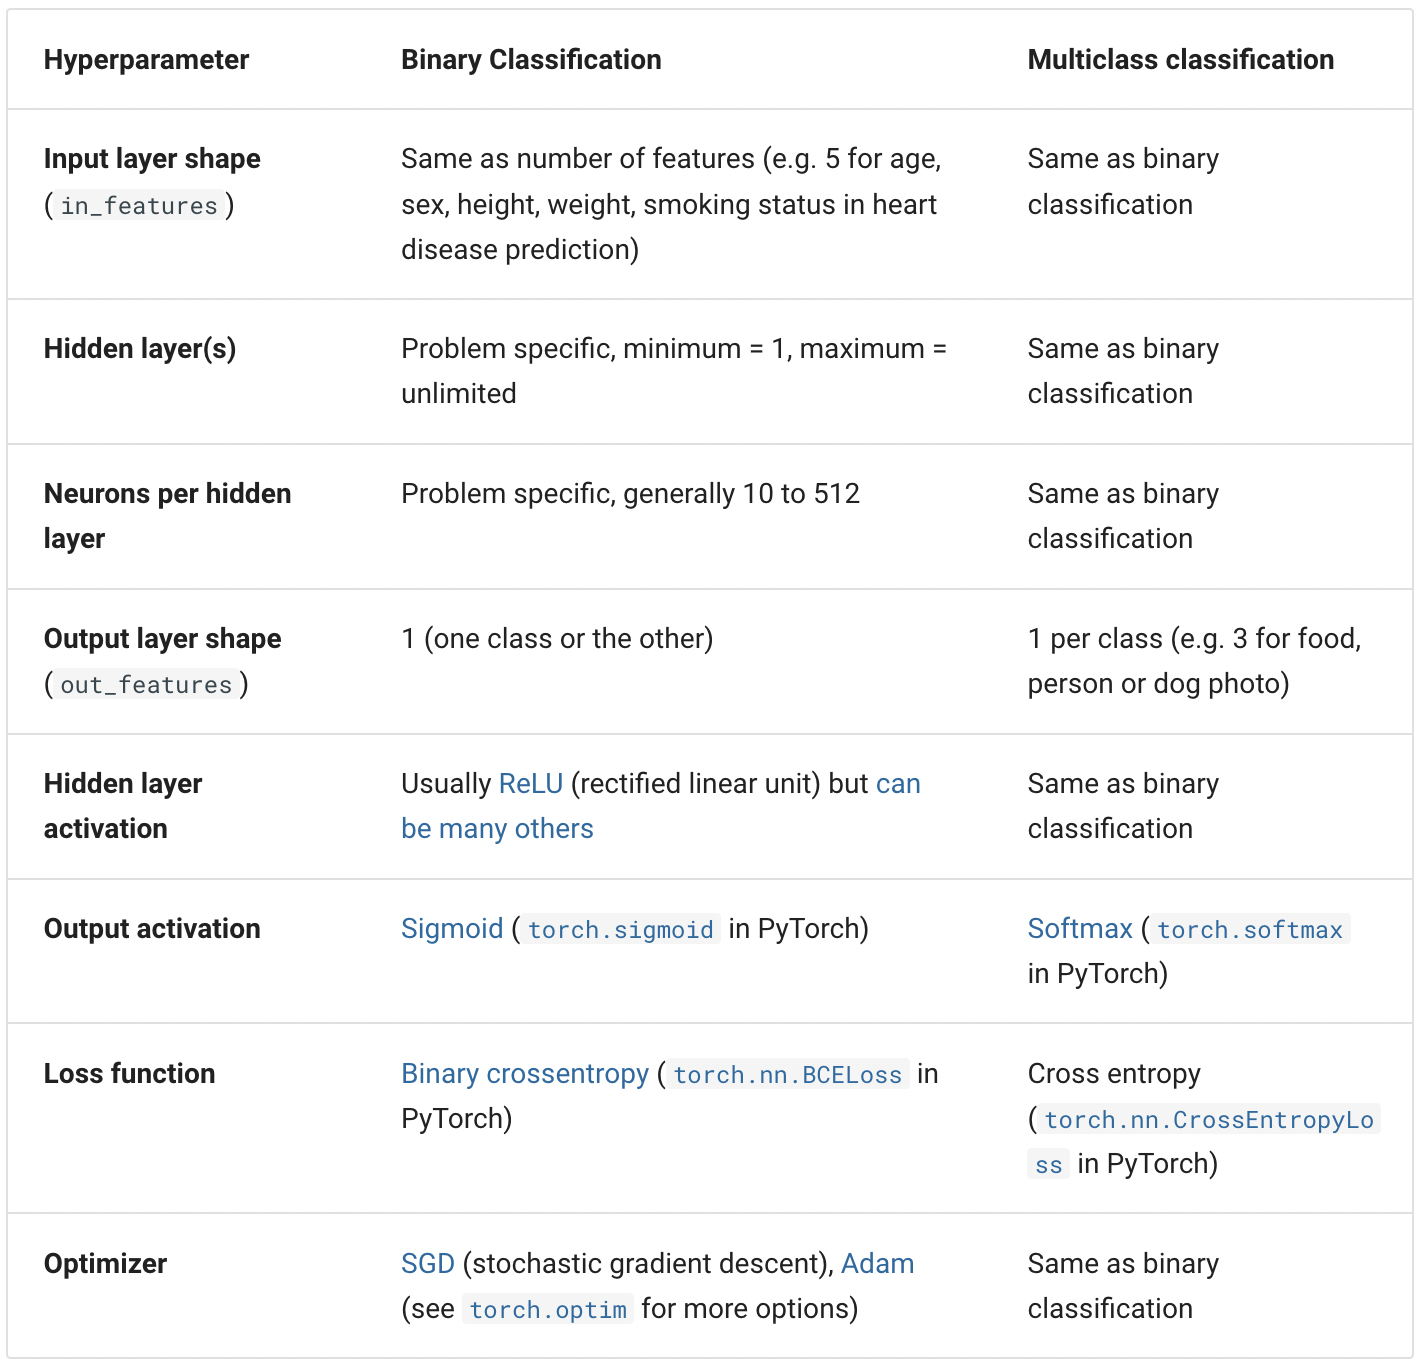 Hyperparameter Binary Classification Multiclass classification
Input layer shape Same as number of features (e.g. 5 for age, Same as binary
(in_features) sex, height, weight, smoking status in heart classification
disease prediction)
Hidden layer(s) Problem specific, minimum = 1, maximum = Same as binary
unlimited classification
Neurons per hidden Problem specific, generally 10 to 512 Same as binary
layer classification
Output layer shape 1 (one class or the other) 1 per class (e.g. 3 for food,
(out_features) person or dog photo)
Hidden layer Usually ReLU (rectified linear unit) but can Same as binary
activation be many others classification
Output activation Sigmoid (torch.sigmoid in PyTorch) Softmax (torch.softmax
in PyTorch)
Loss function Binary crossentropy (torch.nn.BCELoss in Cross entropy
PyTorch) (torch.nn.CrossEntropyLo
ss in PyTorch)
Optimizer SGD (stochastic gradient descent), Adam Same as binary
(see torch.optim for more options) classification